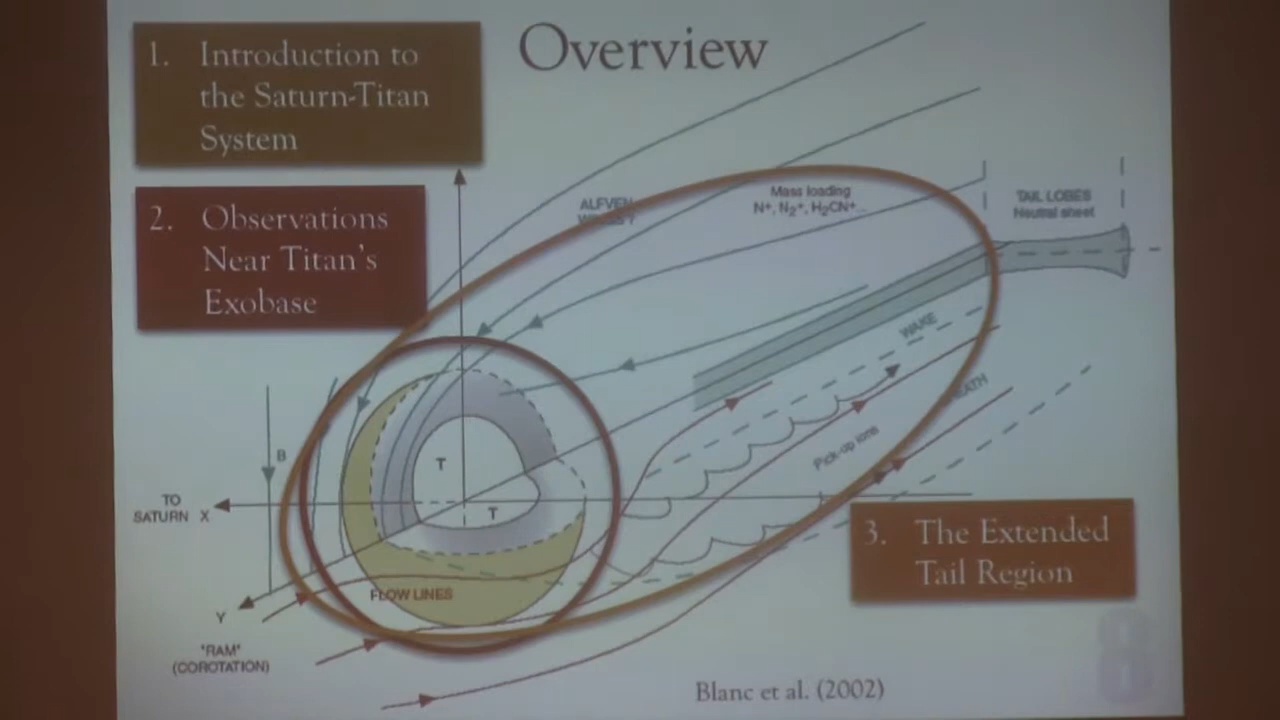 Overview
1. Introduction to
the Saturn-Titan
System
2. Observations
Near Titan's
Exobase
ALFVEN
Mass loading
N+, N2+, H2CN+...
TAIL LOBES
Neutral sheet
WAKE
Pick-up ions
B
T
T
TO
SATURN X
Y
FLOW LINES
"RAM"
(COROTATION)
3. The Extended
Tail Region
Blanc et al. (2002)